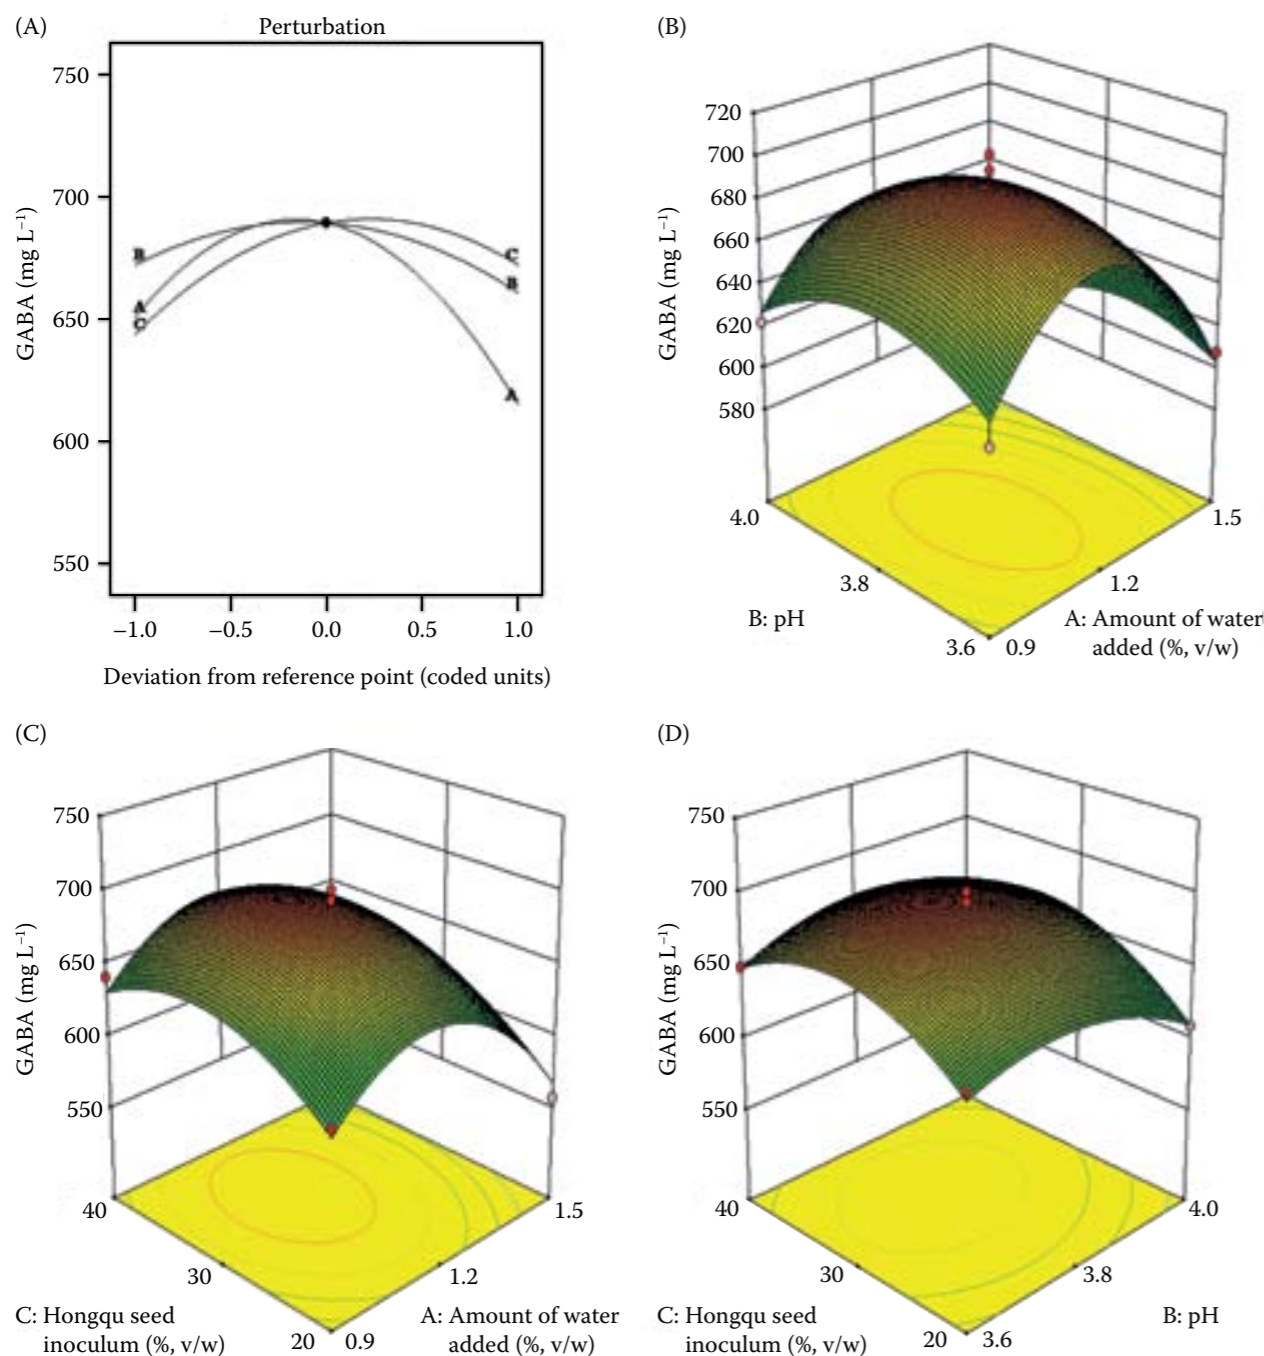 (A)
Perturbation
GABA (mg L⁻¹)
750
700
650
600
550
B
A
C
C
B
A
−1.0
−0.5
0.0
0.5
1.0
Deviation from reference point (coded units)
(B)
GABA (mg L⁻¹)
720
700
680
660
640
620
600
580
4.0
3.8
3.6
0.9
1.2
1.5
B: pH
A: Amount of water
added (%, v/w)
(C)
GABA (mg L⁻¹)
750
700
650
600
550
40
30
20
0.9
1.2
1.5
C: Hongqu seed
inoculum (%, v/w)
A: Amount of water
added (%, v/w)
(D)
GABA (mg L⁻¹)
750
700
650
600
550
40
30
20
3.6
3.8
4.0
C: Hongqu seed
inoculum (%, v/w)
B: pH